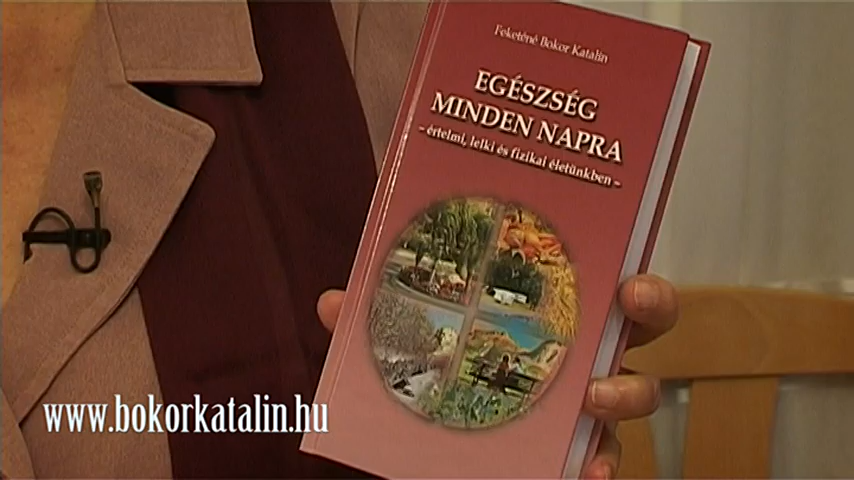 Feketéné Bokor Katalin
EGÉSZSÉG
MINDEN NAPRA
– értelmi, lelki és fizikai életünkben –
www.bokorkatalin.hu